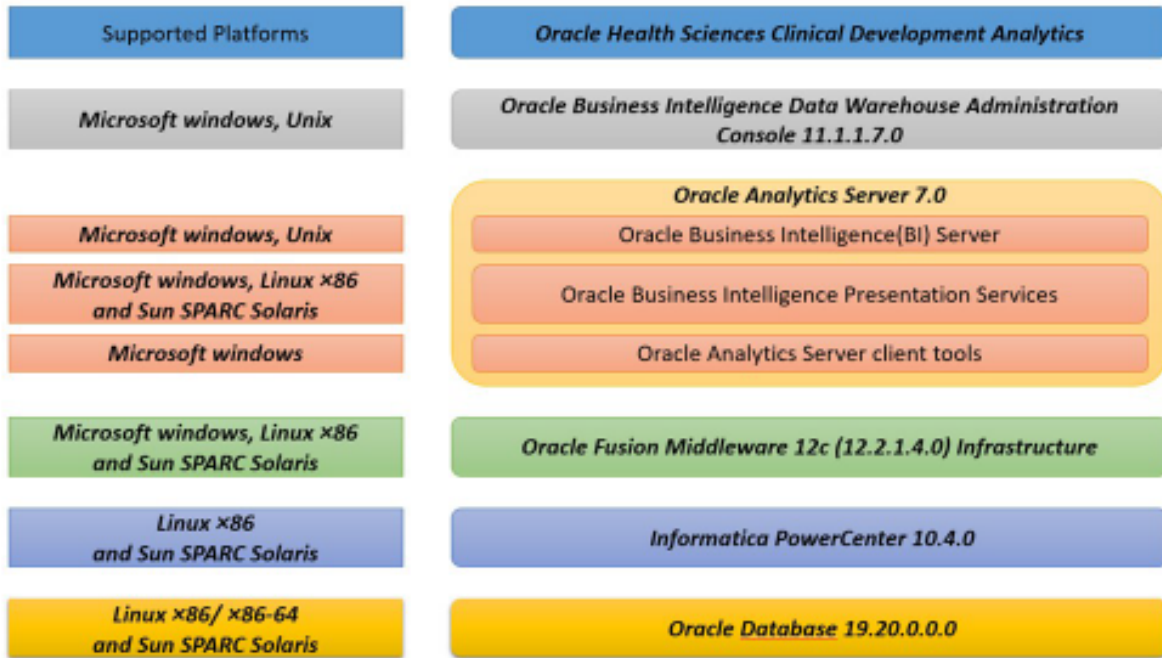 Supported Platforms
Oracle Health Sciences Clinical Development Analytics
Microsoft windows, Unix
Oracle Business Intelligence Data Warehouse Administration
Console 11.1.1.7.0
Oracle Analytics Server 7.0
Microsoft windows, Unix
Oracle Business Intelligence(BI) Server
Microsoft windows, Linux ×86
and Sun SPARC Solaris
Oracle Business Intelligence Presentation Services
Microsoft windows
Oracle Analytics Server client tools
Microsoft windows, Linux ×86
and Sun SPARC Solaris
Oracle Fusion Middleware 12c (12.2.1.4.0) Infrastructure
Linux ×86
and Sun SPARC Solaris
Informatica PowerCenter 10.4.0
Linux ×86/ ×86-64
and Sun SPARC Solaris
Oracle Database 19.20.0.0.0